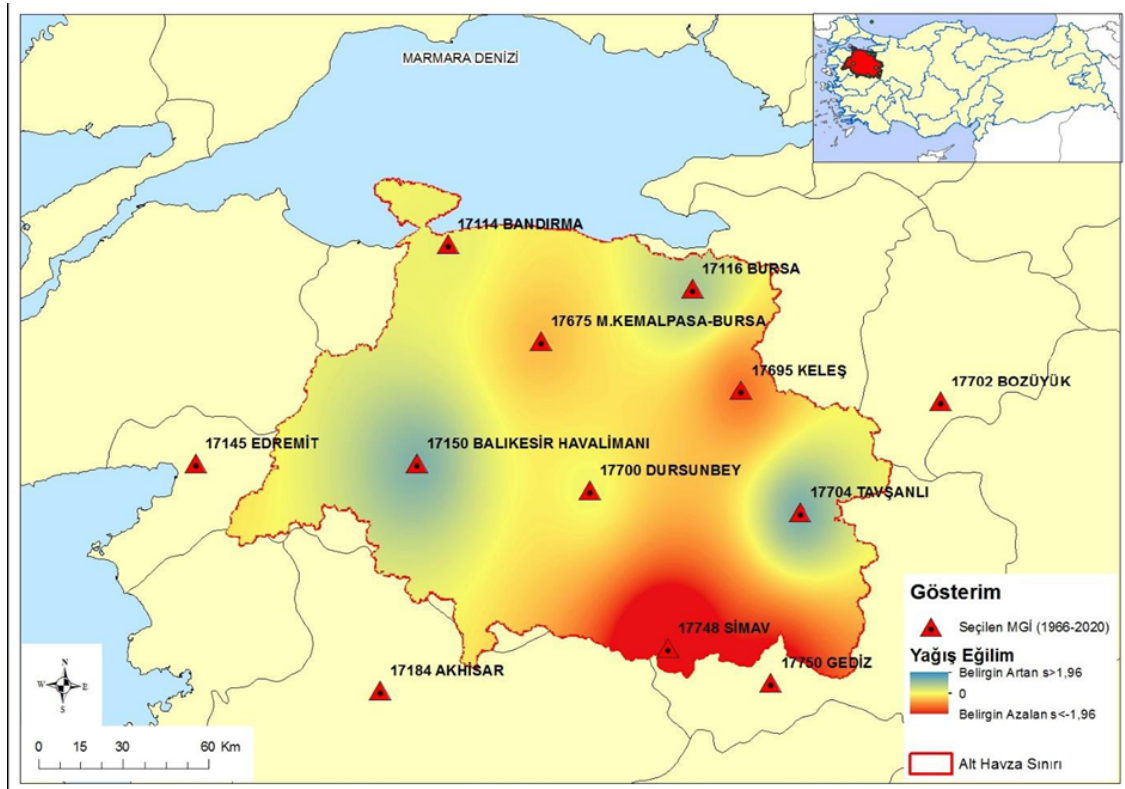 MARMARA DENİZİ
17114 BANDIRMA
17116 BURSA
17675 M.KEMALPASA-BURSA
17695 KELEŞ
17702 BOZÜYÜK
17145 EDREMİT
17150 BALIKESİR HAVALİMANI
17700 DURSUNBEY
17704 TAVŞANLI
17748 SİMAV
17750 GEDİZ
17184 AKHİSAR
N
W E
S
0 15 30 60 Km
Gösterim
Seçilen MGİ (1966-2020)
Yağış Eğilim
Belirgin Artan s>1,96
0
Belirgin Azalan s<-1,96
Alt Havza Sınırı